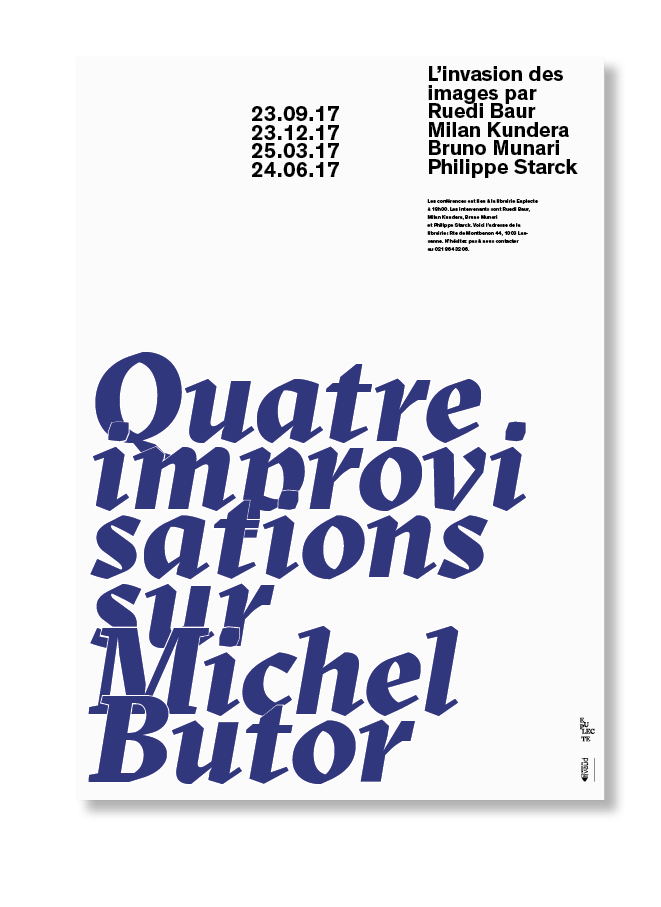 23.09.17
23.12.17
25.03.17
24.06.17
L'invasion des
images par
Ruedi Baur
Milan Kundera
Bruno Munari
Philippe Starck
Les conférences ont lieu à la librairie Explecte
à 19h00. Les intervenants sont Ruedi Baur,
Milan Kundera, Bruno Munari
et Philippe Starck. Voici l'adresse de la
librairie: Rte de Montbenon 44, 1003 Lau-
sanne. N'hésitez pas à nous contacter
au
Quatre
improvi
sations
sur
Michel
Butor